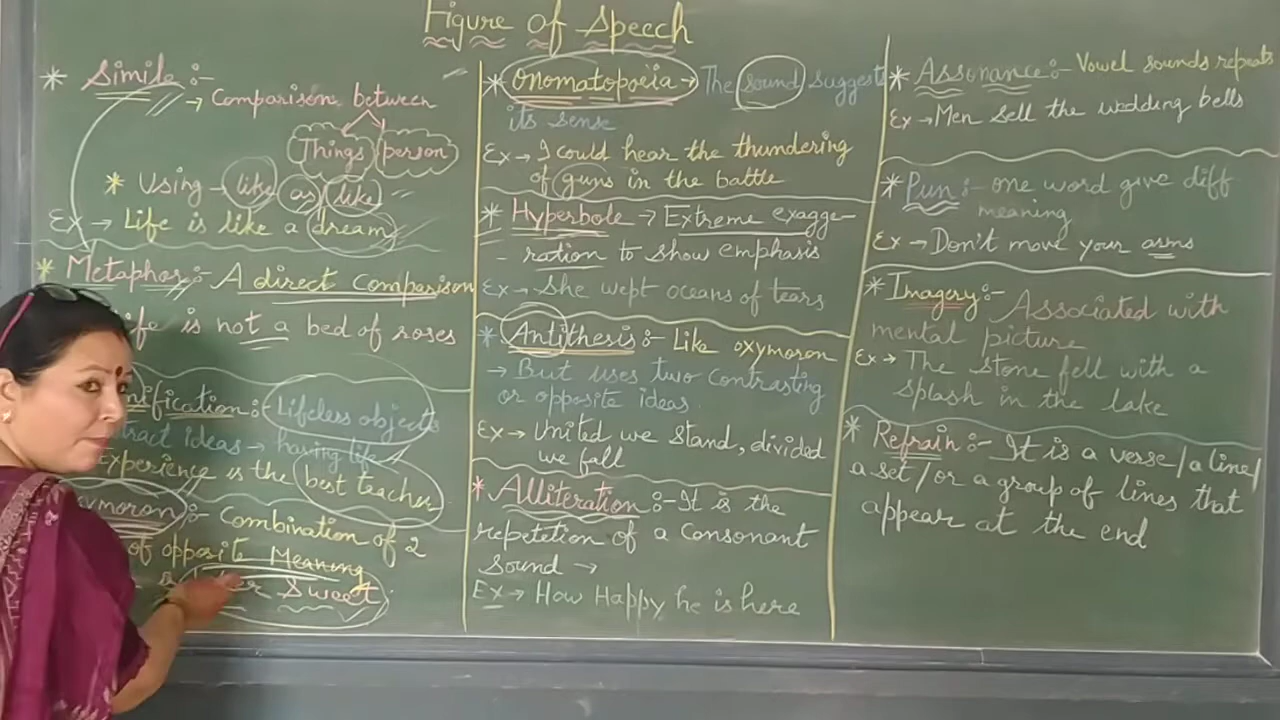 Figure of Speech
* Simile :-
→ Comparison between
Things person
* Using - like as like
Ex → Life is like a dream
* Metaphor :- A direct comparison
life is not a bed of roses
nification :- Lifeless objects
tract ideas → having life
Experience is the best teacher
ymoron :- Combination of 2
of opposite Meaning
er Sweet
* Onomatopoeia → The sound suggest
its sense
Ex → I could hear the thundering
of guns in the battle
* Hyperbole → Extreme exagge-
- ration to show emphasis
Ex → She wept oceans of tears
* Antithesis :- Like oxymoron
→ But uses two contrasting
or opposite ideas.
Ex → United we stand, divided
we fall
* Alliteration :- It is the
repetetion of a consonant
sound →
Ex → How Happy he is here
* Assonance :- Vowel sounds repeats
Ex → Men sell the wedding bells
* Pun :- one word give diff
meaning
Ex → Don't move your arms
* Imagery :- Associated with
mental picture
Ex → The stone fell with a
splash in the lake
* Refrain :- It is a verse/a line/
a set/or a group of lines that
appear at the end